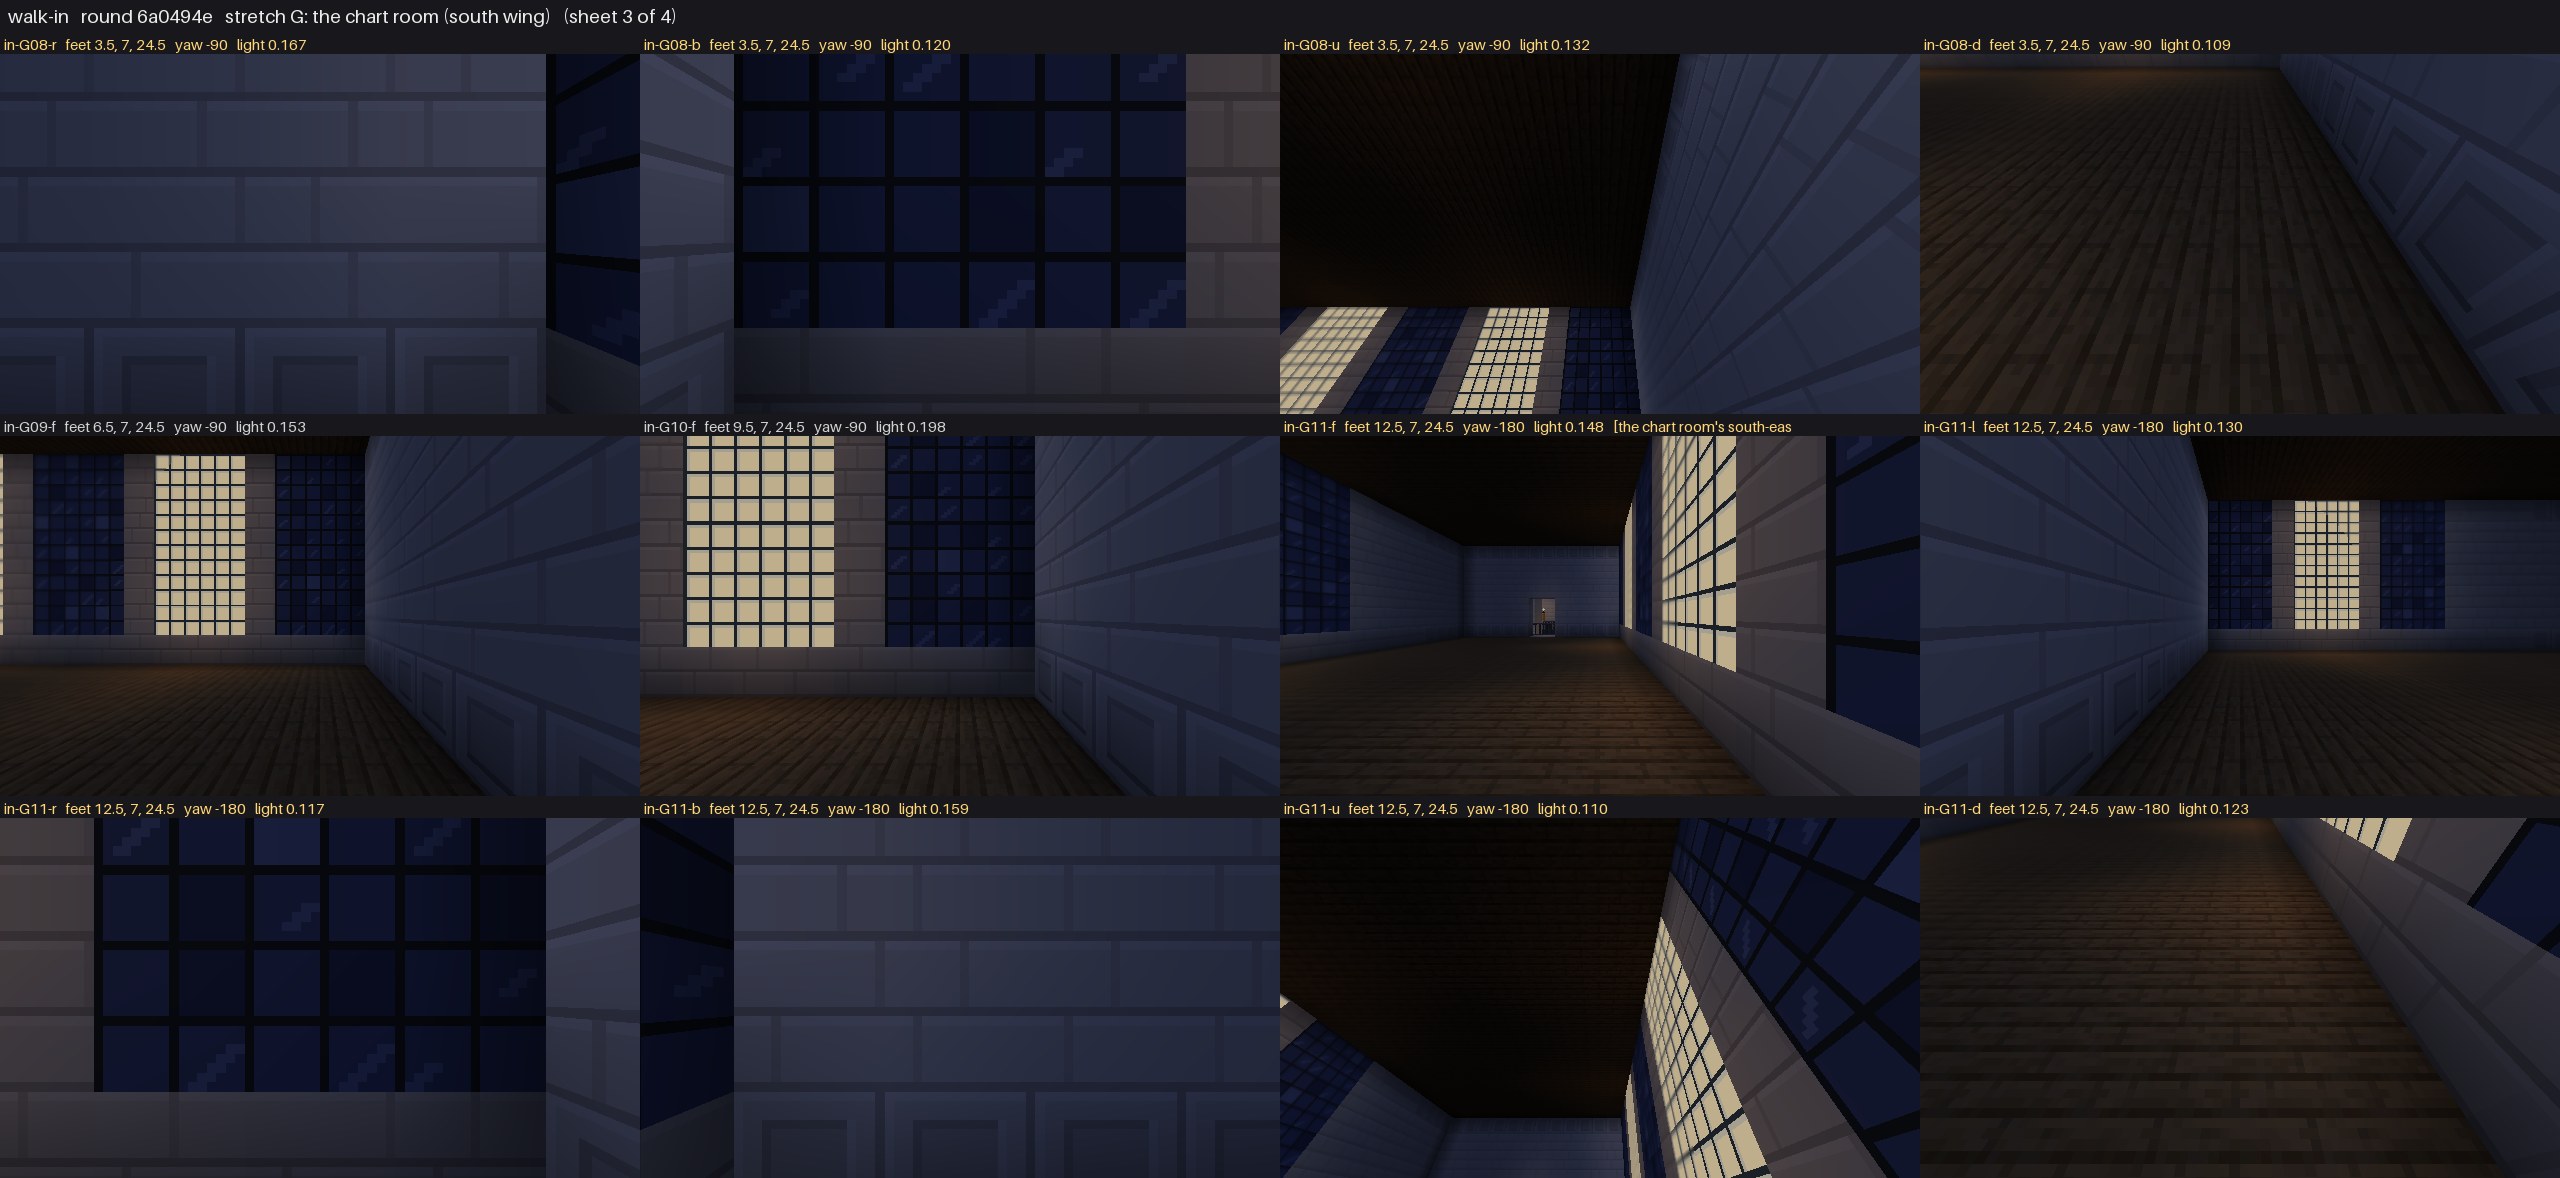 walk-in round 6a0494e stretch G: the chart room (south wing) (sheet 3 of 4)
in-G08-r feet 3.5, 7, 24.5 yaw -90 light 0.167
in-G08-b feet 3.5, 7, 24.5 yaw -90 light 0.120
in-G08-u feet 3.5, 7, 24.5 yaw -90 light 0.132
in-G08-d feet 3.5, 7, 24.5 yaw -90 light 0.109
in-G09-f feet 6.5, 7, 24.5 yaw -90 light 0.153
in-G10-f feet 9.5, 7, 24.5 yaw -90 light 0.198
in-G11-f feet 12.5, 7, 24.5 yaw -180 light 0.148 [the chart room's south-eas
in-G11-l feet 12.5, 7, 24.5 yaw -180 light 0.130
in-G11-r feet 12.5, 7, 24.5 yaw -180 light 0.117
in-G11-b feet 12.5, 7, 24.5 yaw -180 light 0.159
in-G11-u feet 12.5, 7, 24.5 yaw -180 light 0.110
in-G11-d feet 12.5, 7, 24.5 yaw -180 light 0.123